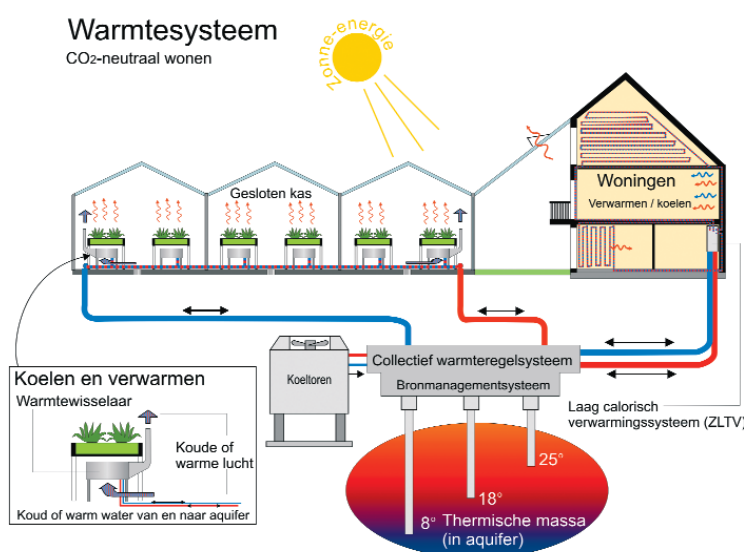 Warmtesysteem
CO2-neutraal wonen
Zonne-energie
Gesloten kas
Woningen
Verwarmen / koelen
Koeltoren
Collectief warmteregelsysteem
Bronmanagementsysteem
Laag calorisch
verwarmingssysteem (ZLTV)
Koelen en verwarmen
Warmtewisselaar
Koude of
warme lucht
Koud of warm water van en naar aquifer
25°
18°
8°
Thermische massa
(in aquifer)